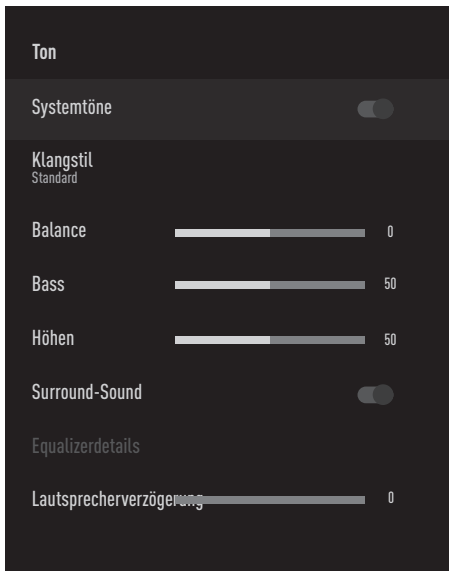 Ton
Systemtöne
Klangstil
Standard
Balance 0
Bass 50
Höhen 50
Surround-Sound
Equalizerdetails
Lautsprecherverzögerung 0